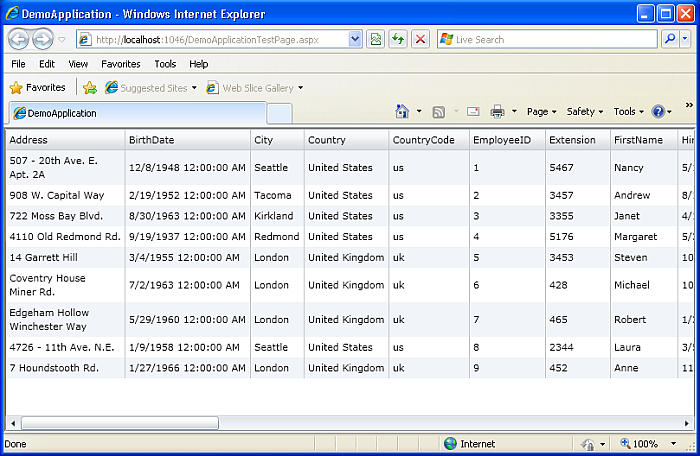 DemoApplication - Windows Internet Explorer
http://localhost:1046/DemoApplicationTestPage.aspx Live Search
File Edit View Favorites Tools Help
Favorites Suggested Sites Web Slice Gallery
DemoApplication Page Safety Tools »
Address BirthDate City Country CountryCode EmployeeID Extension FirstName
507 - 20th Ave. E.
Apt. 2A 12/8/1948 12:00:00 AM Seattle United States us 1 5467 Nancy 5/
908 W. Capital Way 2/19/1952 12:00:00 AM Tacoma United States us 2 3457 Andrew 8/
722 Moss Bay Blvd. 8/30/1963 12:00:00 AM Kirkland United States us 3 3355 Janet 4/
4110 Old Redmond Rd. 9/19/1937 12:00:00 AM Redmond United States us 4 5176 Margaret 5/
14 Garrett Hill 3/4/1955 12:00:00 AM London United Kingdom uk 5 3453 Steven 10
Coventry House
Miner Rd. 7/2/1963 12:00:00 AM London United Kingdom uk 6 428 Michael 10
Edgeham Hollow
Winchester Way 5/29/1960 12:00:00 AM London United Kingdom uk 7 465 Robert 1/
4726 - 11th Ave. N.E. 1/9/1958 12:00:00 AM Seattle United States us 8 2344 Laura 3/
7 Houndstooth Rd. 1/27/1966 12:00:00 AM London United Kingdom uk 9 452 Anne 11
Done Internet 100%